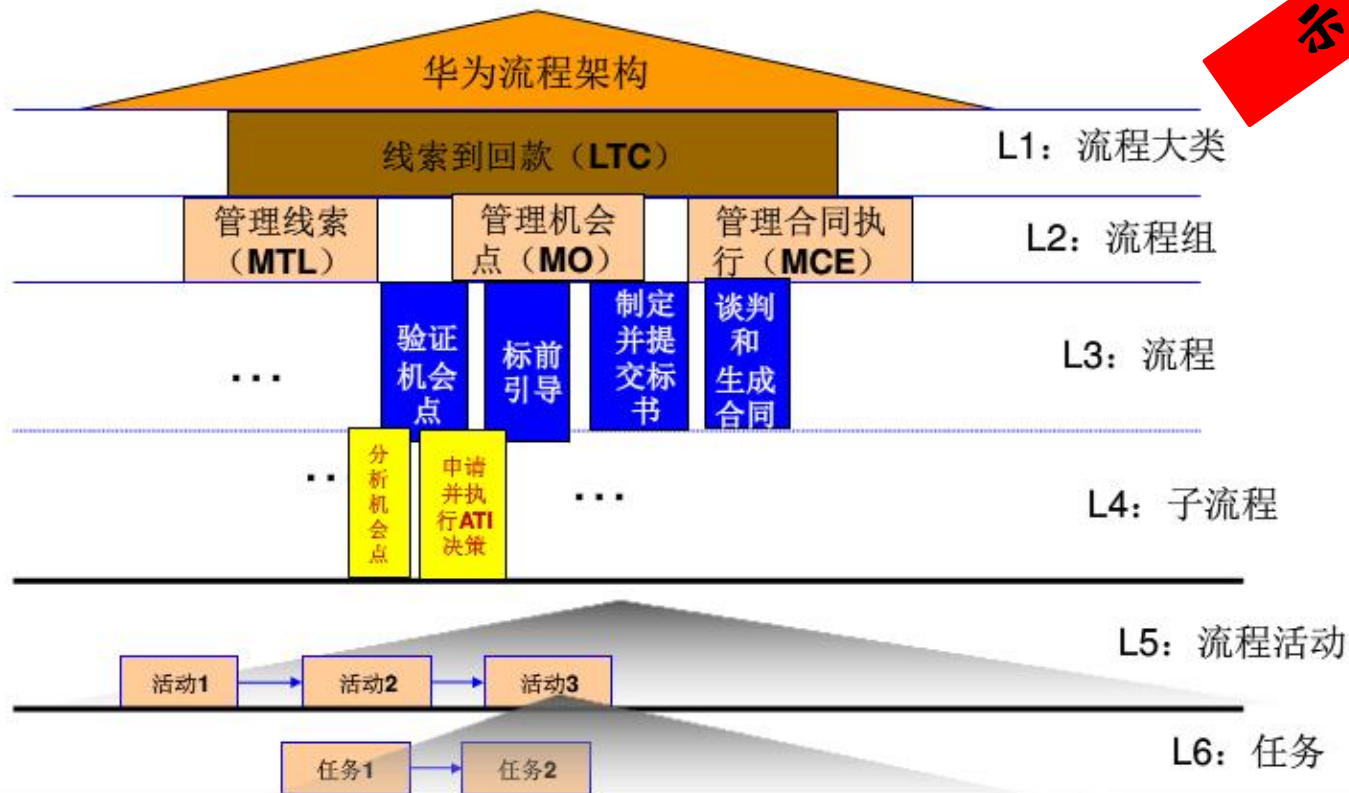 示
华为流程架构
线索到回款（LTC）
L1：流程大类
管理线索
（MTL）
管理机会
点（MO）
管理合同执
行（MCE）
L2：流程组
...
验证
机会
点
标前
引导
制定
并提
交标
书
谈判
和
生成
合同
L3：流程
..
分
析
机
会
点
申请
并执
行ATI
决策
...
L4：子流程
活动1
活动2
活动3
L5：流程活动
任务1
任务2
L6：任务